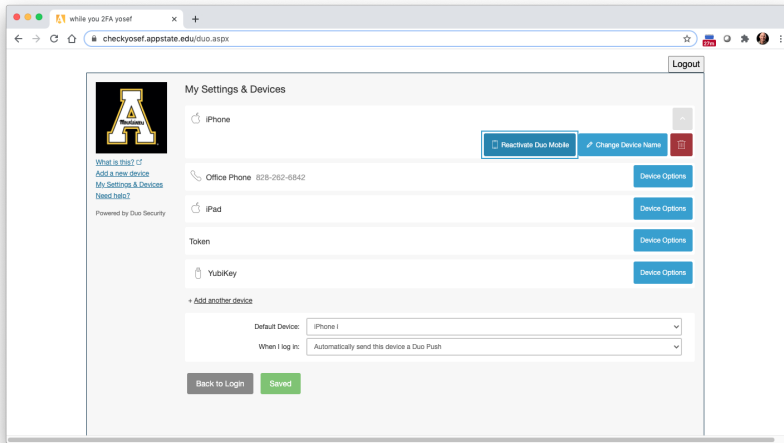 while you 2FA yosef
checkyosef.appstate.edu/duo.aspx
27m
Logout
My Settings & Devices
iPhone
Reactivate Duo Mobile
Change Device Name
What is this?
Add a new device
My Settings & Devices
Need help?
Powered by Duo Security
Office Phone 828-262-6842
Device Options
iPad
Device Options
Token
Device Options
YubiKey
Device Options
+ Add another device
Default Device: iPhone I
When I log in: Automatically send this device a Duo Push
Back to Login
Saved